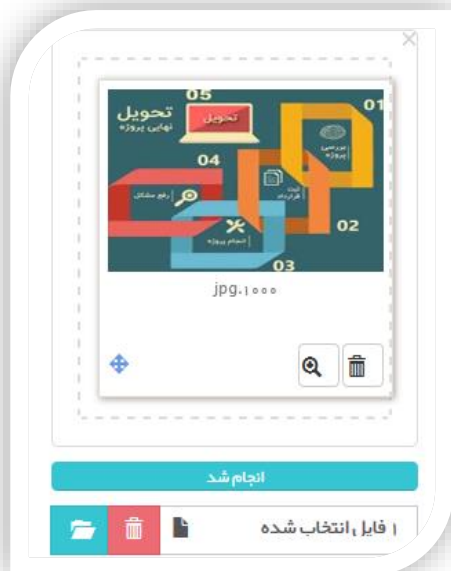 ×
05
تحویل
نهایی پروژه
تحویل
01
بررسی
پروژه
04
رفع مشکل
ثبت
قرارداد
02
انجام پروژه
03
jpg.۱۰۰۰
انجام شد
۱ فایل انتخاب شده